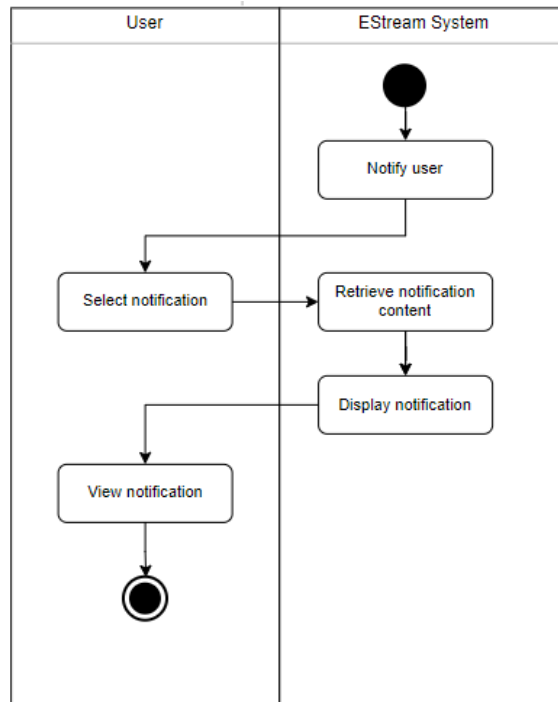 User
EStream System
Notify user
Select notification
Retrieve notification
content
Display notification
View notification